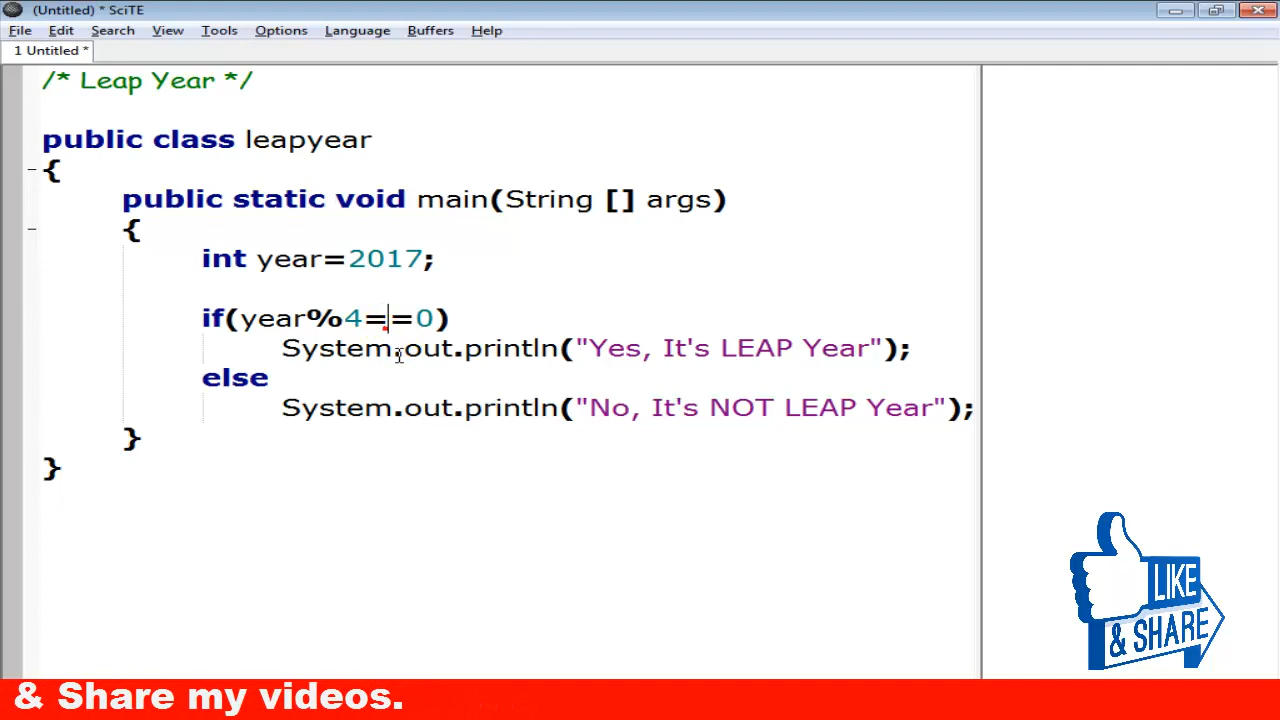 (Untitled) * SciTE
File Edit Search View Tools Options Language Buffers Help
1 Untitled *
/* Leap Year */
public class leapyear
{
public static void main(String [] args)
{
int year=2017;
if(year%4==0)
System.out.println("Yes, It's LEAP Year");
else
System.out.println("No, It's NOT LEAP Year");
}
}
LIKE
& SHARE
& Share my videos.